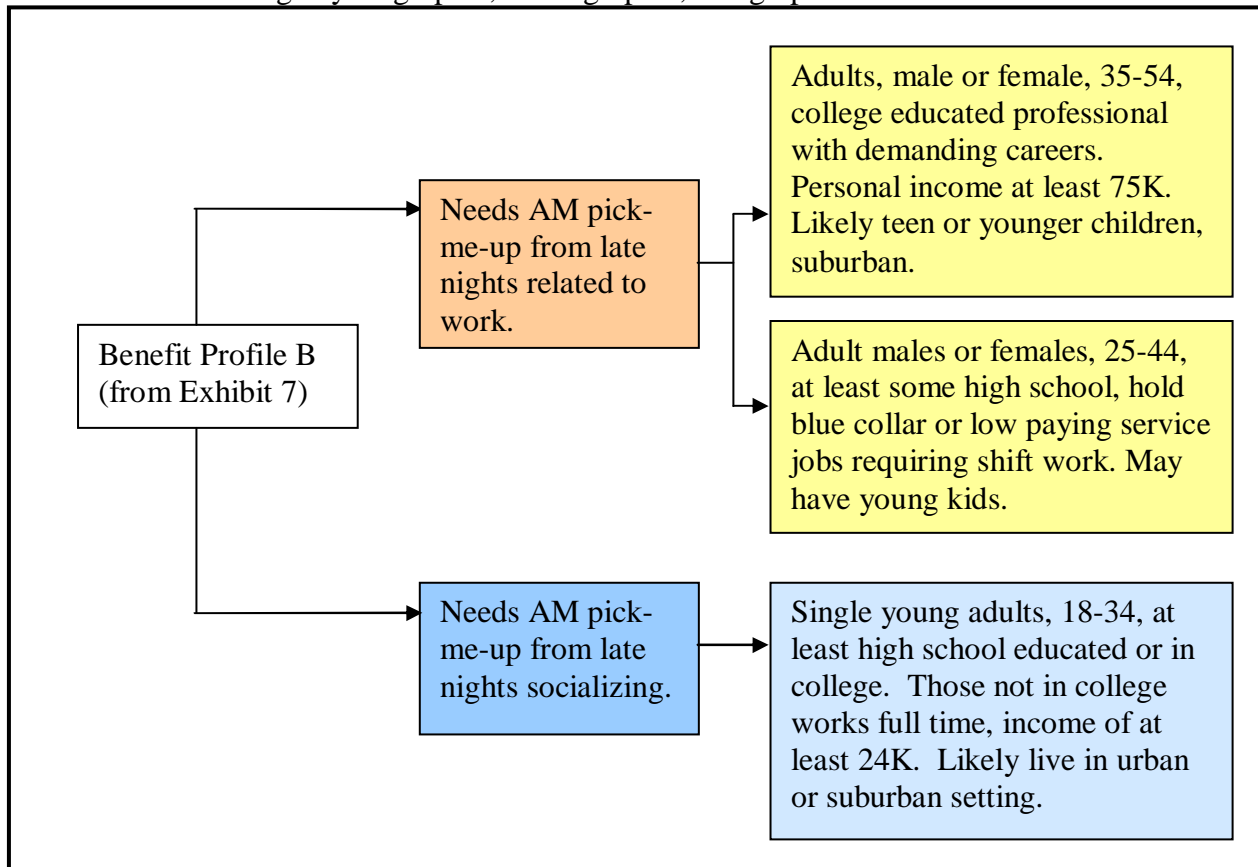 Adults, male or female, 35-54,
college educated professional
with demanding careers.
Personal income at least 75K.
Likely teen or younger children,
suburban.
Needs AM pick-
me-up from late
nights related to
work.
Benefit Profile B
(from Exhibit 7)
Adult males or females, 25-44,
at least some high school, hold
blue collar or low paying service
jobs requiring shift work. May
have young kids.
Needs AM pick-
me-up from late
nights socializing.
Single young adults, 18-34, at
least high school educated or in
college. Those not in college
works full time, income of at
least 24K. Likely live in urban
or suburban setting.